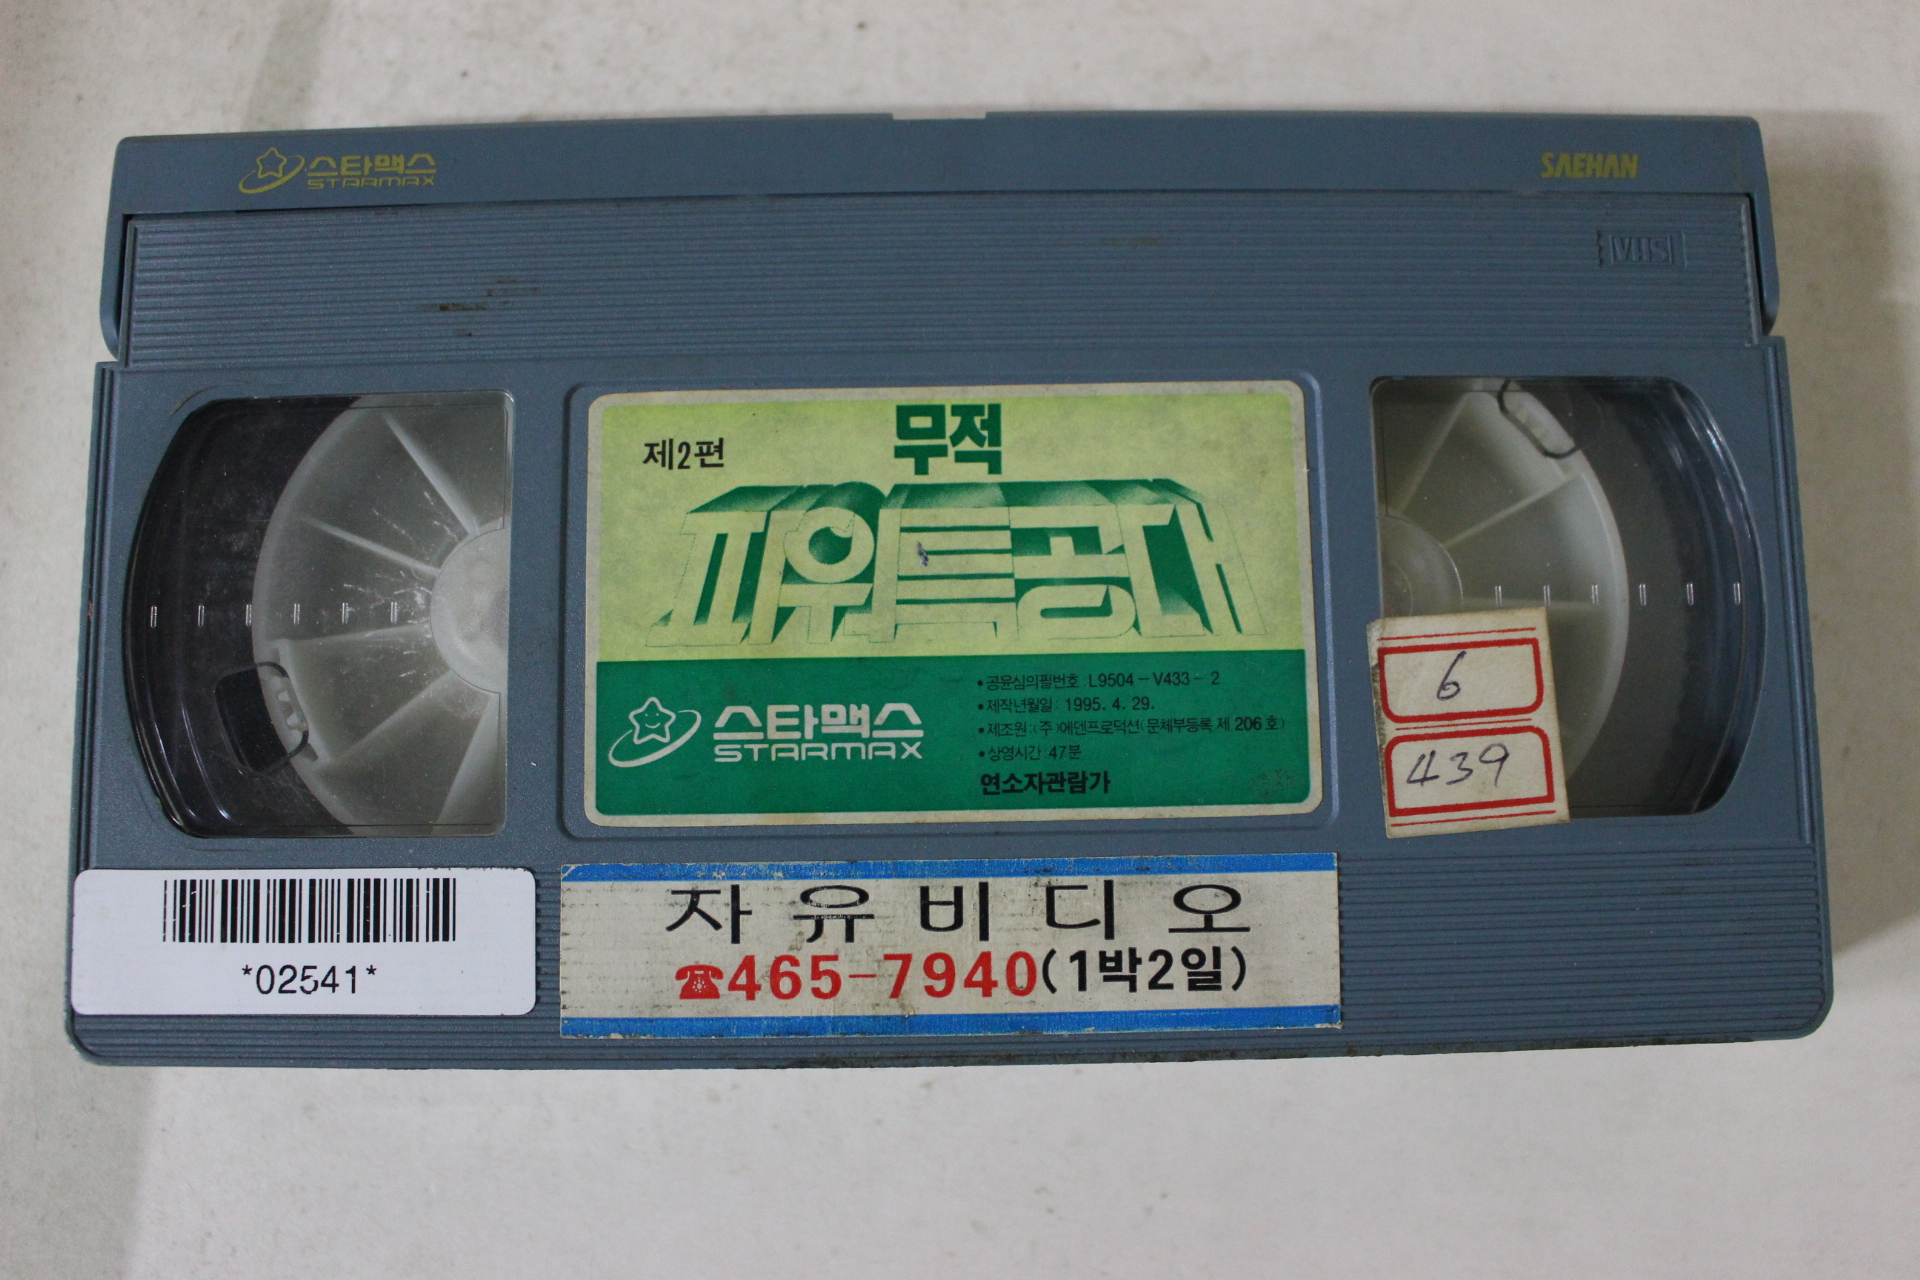 스타맥스
STARMAX
SAEHAN
VHS
제2편
무적
파워특공대
스타맥스
STARMAX
•공윤심의필번호 L9504-V433-2
•제작년월일: 1995. 4. 29.
•제조원:(주)에덴프로덕션(문체부등록 제 206 호)
•상영시간:47분
연소자관람가
6
439
*02541*
자유비디오
☎465-7940(1박2일)